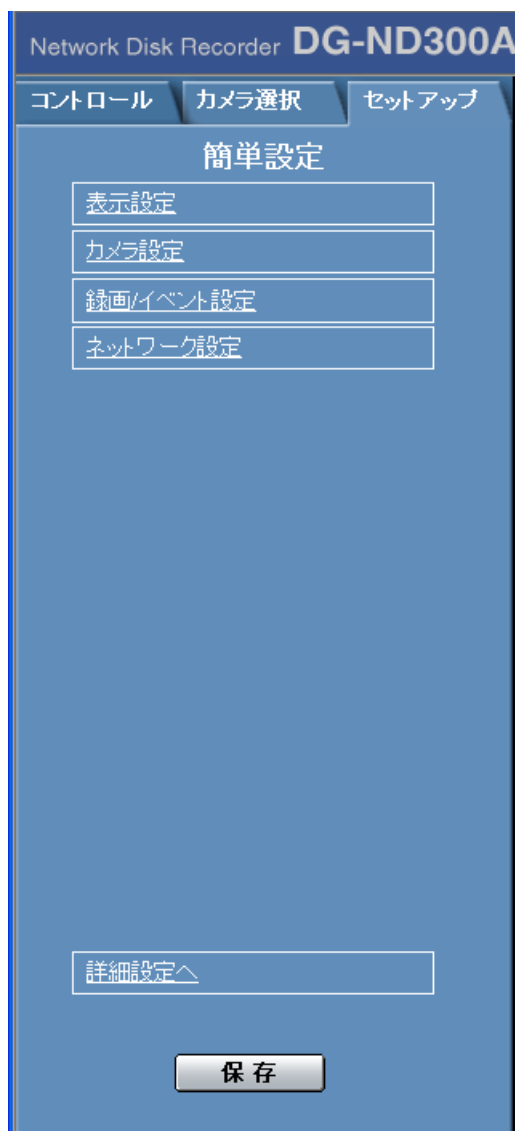 Network Disk Recorder DG-ND300A
コントロール カメラ選択 セットアップ
簡単設定
表示設定
カメラ設定
録画/イベント設定
ネットワーク設定
詳細設定へ
保存